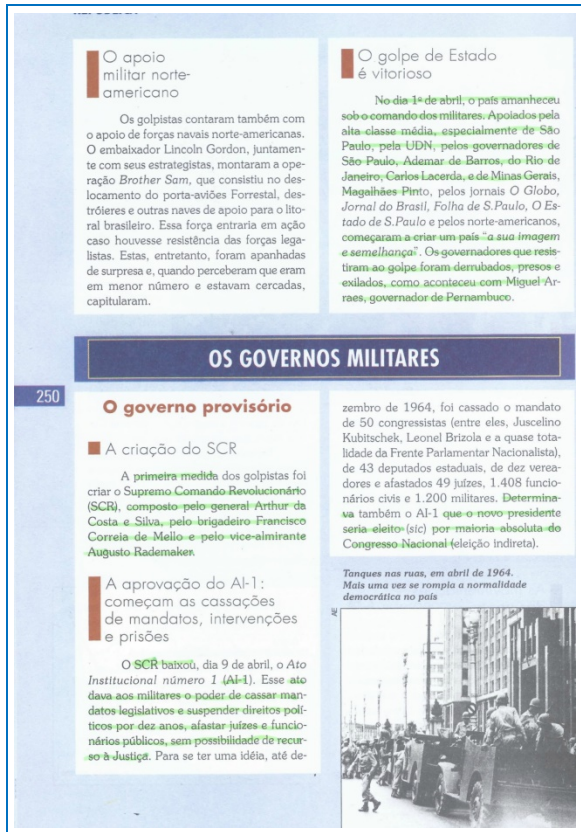 O apoio
militar norte-
americano
Os golpistas contaram também com
o apoio de forças navais norte-americanas.
O embaixador Lincoln Gordon, juntamen-
te com seus estrategistas, montaram a ope-
ração Brother Sam, que consistiu no des-
locamento do porta-aviões Forrestal, des-
tróieres e outras naves de apoio para o lito-
ral brasileiro. Essa força entraria em ação
caso houvesse resistência das forças lega-
listas. Estas, entretanto, foram apanhadas
de surpresa e, quando perceberam que eram
em menor número e estavam cercadas,
capitularam.
O golpe de Estado
é vitorioso
No dia 1º de abril, o país amanheceu
sob o comando dos militares. Apoiados pela
alta classe média, especialmente de São
Paulo, pela UDN, pelos governadores de
São Paulo, Ademar de Barros, do Rio de
Janeiro, Carlos Lacerda, e de Minas Gerais,
Magalhães Pinto, pelos jornais O Globo,
Jornal do Brasil, Folha de S.Paulo, O Es-
tado de S.Paulo e pelos norte-americanos,
começaram a criar um país "a sua imagem
e semelhança". Os governadores que resis-
tiram ao golpe foram derrubados, presos e
exilados, como aconteceu com Miguel Ar-
raes, governador de Pernambuco.
OS GOVERNOS MILITARES
250
O governo provisório
A criação do SCR
A primeira medida dos golpistas foi
criar o Supremo Comando Revolucionário
(SCR), composto pelo general Arthur da
Costa e Silva, pelo brigadeiro Francisco
Correia de Mello e pelo vice-almirante
Augusto Rademaker.
A aprovação do AI-1:
começam as cassações
de mandatos, intervenções
e prisões
O SCR baixou, dia 9 de abril, o Ato
Institucional número 1 (AI-1). Esse ato
dava aos militares o poder de cassar man-
datos legislativos e suspender direitos polí-
ticos por dez anos, afastar juízes e funcio-
nários públicos, sem possibilidade de recur-
so à Justiça. Para se ter uma idéia, até de-
zembro de 1964, foi cassado o mandato
de 50 congressistas (entre eles, Juscelino
Kubitschek, Leonel Brizola e a quase tota-
lidade da Frente Parlamentar Nacionalista),
de 43 deputados estaduais, de dez verea-
dores e afastados 49 juízes, 1.408 funcio-
nários civis e 1.200 militares. Determina-
va também o AI-1 que o novo presidente
seria eleito (sic) por maioria absoluta do
Congresso Nacional (eleição indireta).
Tanques nas ruas, em abril de 1964.
Mais uma vez se rompia a normalidade
democrática no país
AE